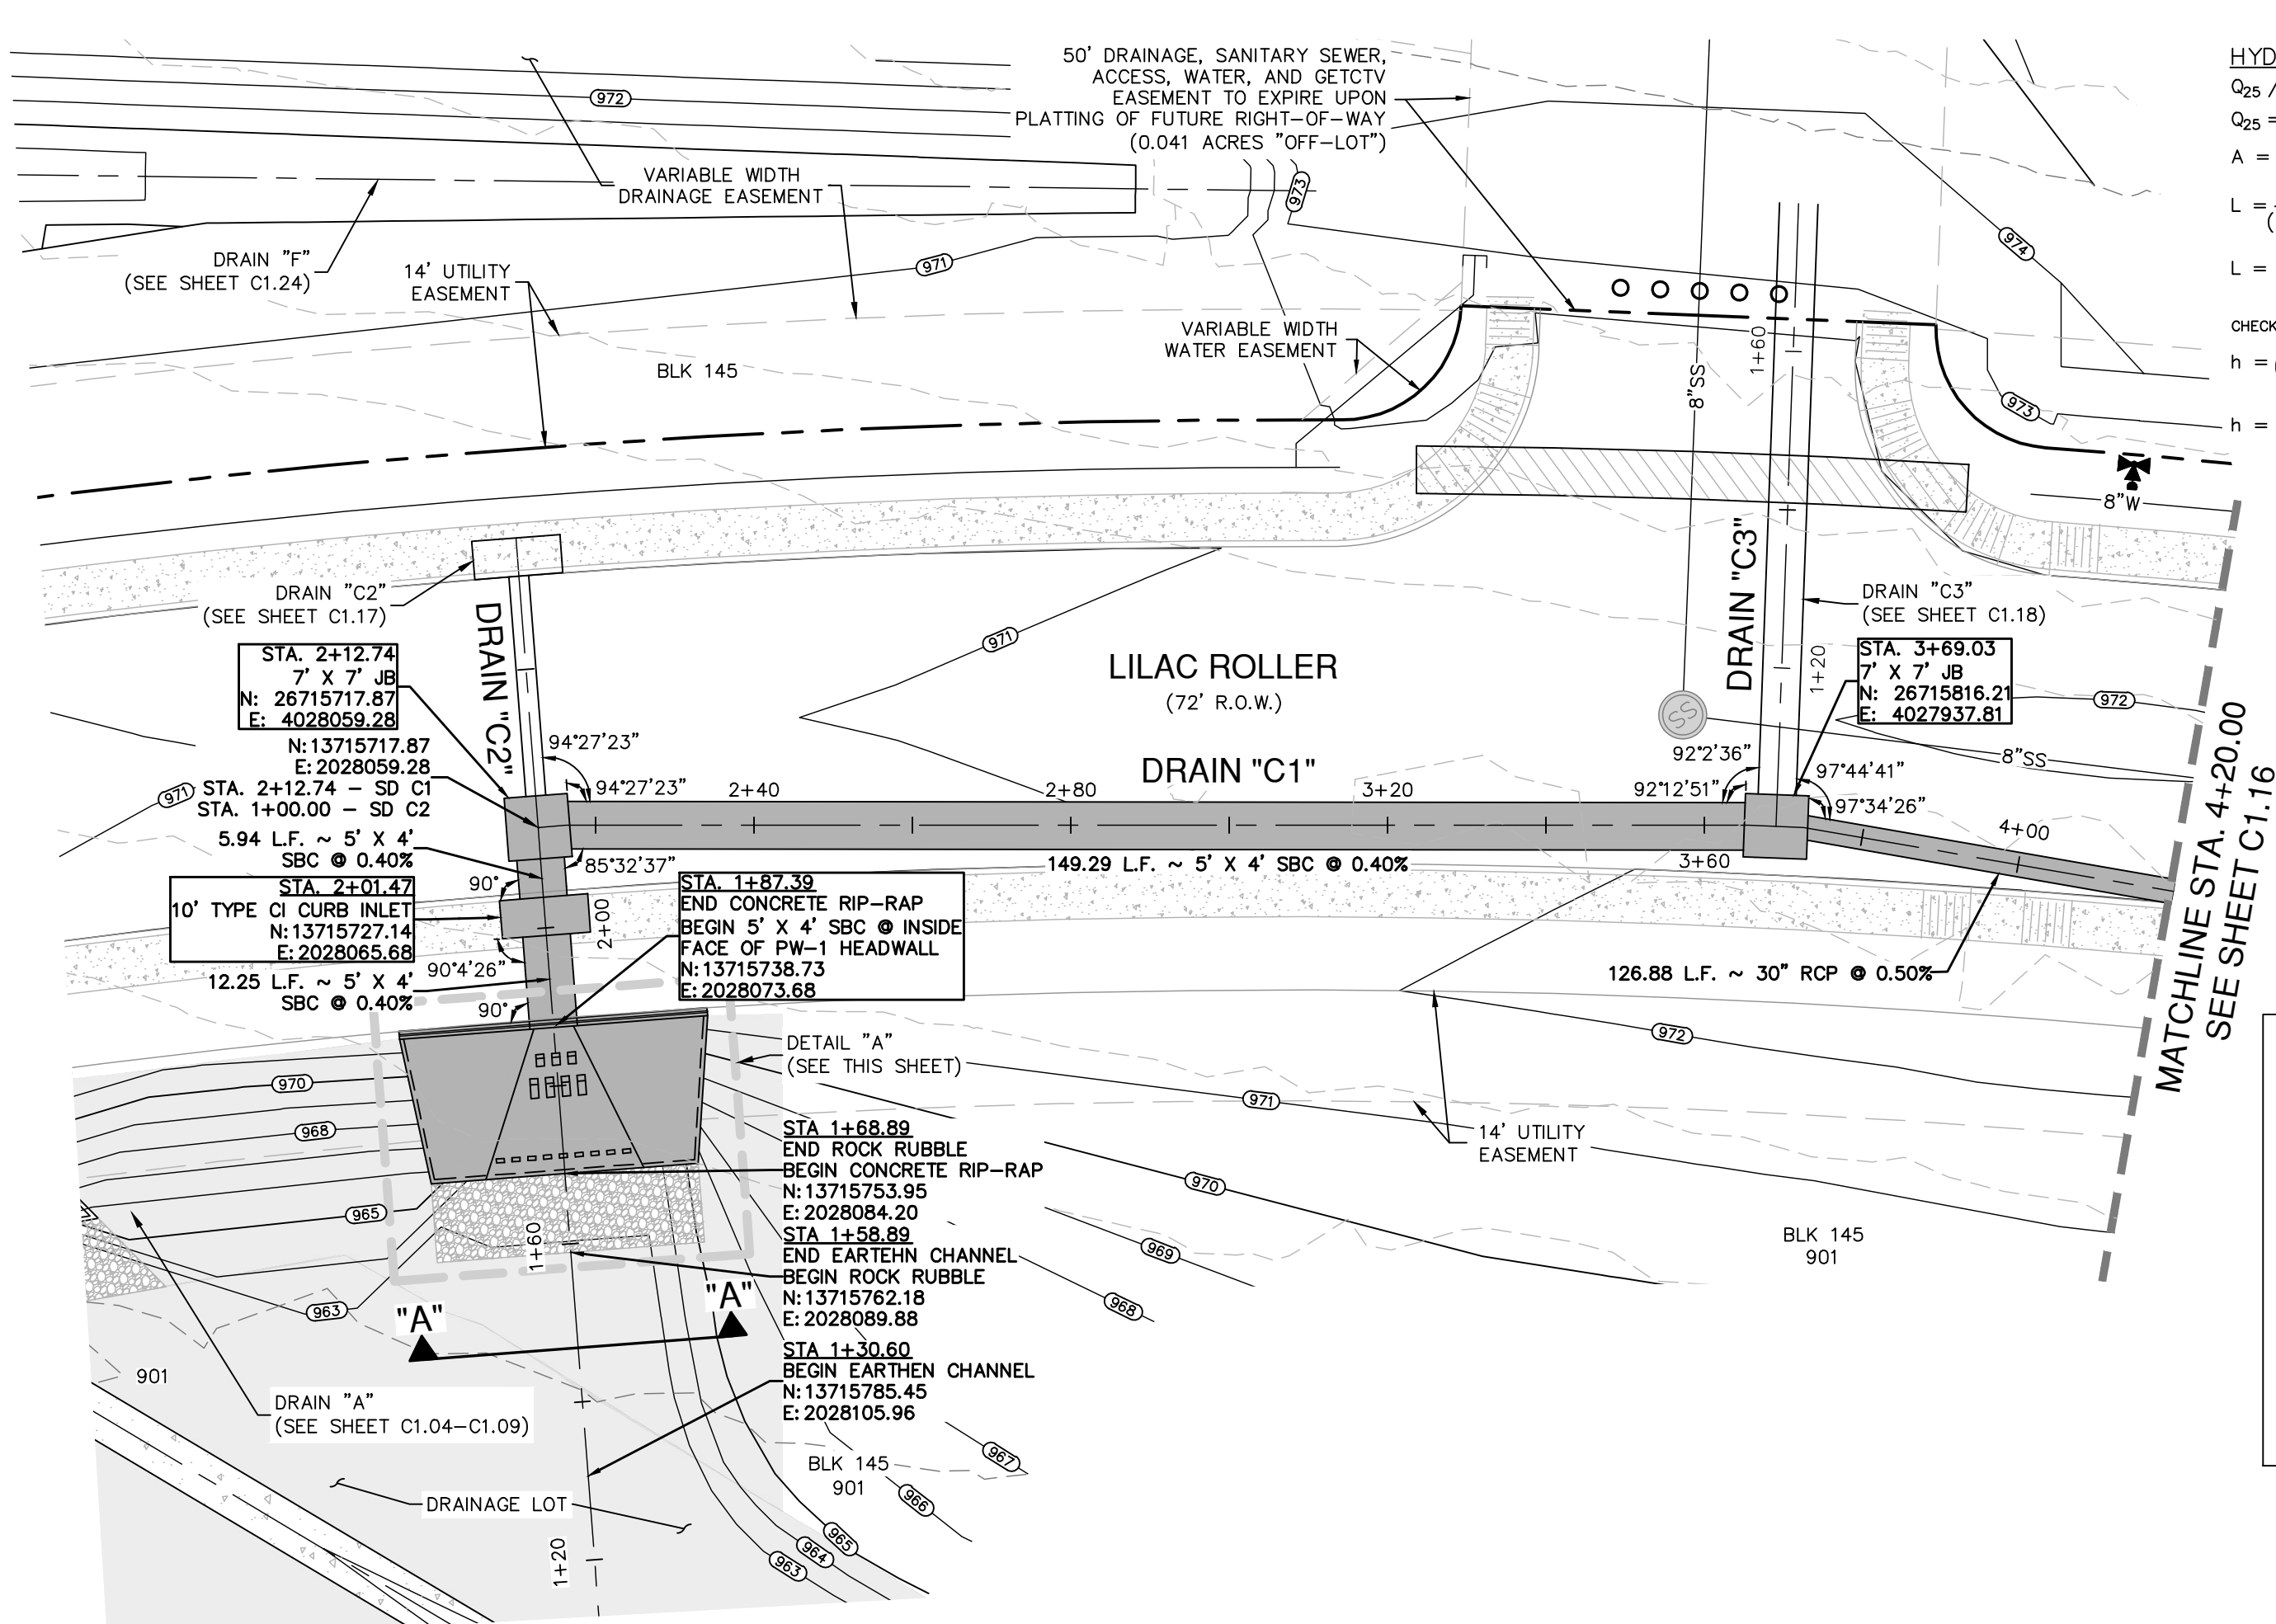 50' DRAINAGE, SANITARY SEWER,
ACCESS, WATER, AND GETCTV
EASEMENT TO EXPIRE UPON
PLATTING OF FUTURE RIGHT-OF-WAY
(0.041 ACRES "OFF-LOT")
HYD
Q25 /
Q25 =
A =
L =
(
L =
CHECK
h = (
h =
972
VARIABLE WIDTH
DRAINAGE EASEMENT
973
974
DRAIN "F"
(SEE SHEET C1.24)
14' UTILITY
EASEMENT
971
VARIABLE WIDTH
WATER EASEMENT
BLK 145
1+60
8"SS
973
8"W
DRAIN "C2"
(SEE SHEET C1.17)
DRAIN "C2"
971
LILAC ROLLER
(72' R.O.W.)
DRAIN "C3"
1+20
DRAIN "C3"
(SEE SHEET C1.18)
STA. 3+69.03
7' X 7' JB
N: 26715816.21
E: 4027937.81
972
SS
8"SS
STA. 2+12.74
7' X 7' JB
N: 26715717.87
E: 4028059.28
N:13715717.87
E:2028059.28
STA. 2+12.74 - SD C1
STA. 1+00.00 - SD C2
971
94°27'23"
94°27'23"
2+40
2+80
DRAIN "C1"
3+20
92°2'36"
92°12'51"
97°44'41"
97°34'26"
4+00
3+60
MATCHLINE STA. 4+20.00
SEE SHEET C1.16
5.94 L.F. ~ 5' X 4'
SBC @ 0.40%
85°32'37"
90°
149.29 L.F. ~ 5' X 4' SBC @ 0.40%
STA. 2+01.47
10' TYPE CI CURB INLET
N:13715727.14
E:2028065.68
2+00
STA. 1+87.39
END CONCRETE RIP-RAP
BEGIN 5' X 4' SBC @ INSIDE
FACE OF PW-1 HEADWALL
N:13715738.73
E:2028073.68
90°4'26"
12.25 L.F. ~ 5' X 4'
SBC @ 0.40%
90°
126.88 L.F. ~ 30" RCP @ 0.50%
972
DETAIL "A"
(SEE THIS SHEET)
970
971
968
14' UTILITY
EASEMENT
STA 1+68.89
END ROCK RUBBLE
BEGIN CONCRETE RIP-RAP
N:13715753.95
E:2028084.20
970
965
STA 1+58.89
END EARTEHN CHANNEL
BEGIN ROCK RUBBLE
N:13715762.18
E:2028089.88
1+60
969
BLK 145
901
963
968
"A"
"A"
STA 1+30.60
BEGIN EARTHEN CHANNEL
N:13715785.45
E:2028105.96
901
DRAIN "A"
(SEE SHEET C1.04-C1.09)
967
BLK 145
901
966
DRAINAGE LOT
1+20
965
964
963